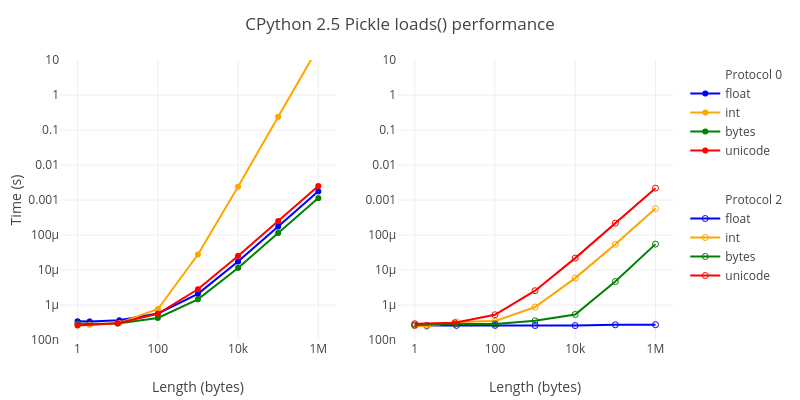 CPython 2.5 Pickle loads() performance
Time (s)
10
1
0.1
0.01
0.001
100μ
10μ
1μ
100n
1
100
10k
1M
Length (bytes)
10
1
0.1
0.01
0.001
100μ
10μ
1μ
100n
1
100
10k
1M
Length (bytes)
Protocol 0
float
int
bytes
unicode
Protocol 2
float
int
bytes
unicode